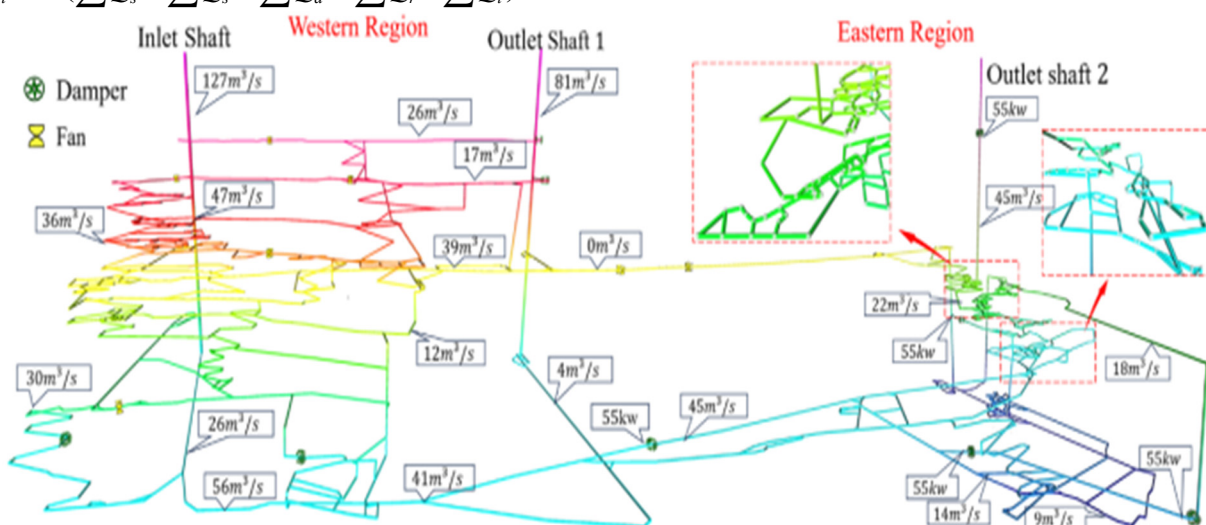 Western Region
Eastern Region
Inlet Shaft
Outlet Shaft 1
Outlet shaft 2
Damper
Fan
127m³/s
81m³/s
26m³/s
17m³/s
55kw
45m³/s
47m³/s
36m³/s
39m³/s
0m³/s
22m³/s
55kw
12m³/s
4m³/s
18m³/s
30m³/s
26m³/s
55kw
45m³/s
56m³/s
41m³/s
55kw
55kw
14m³/s
9m³/s